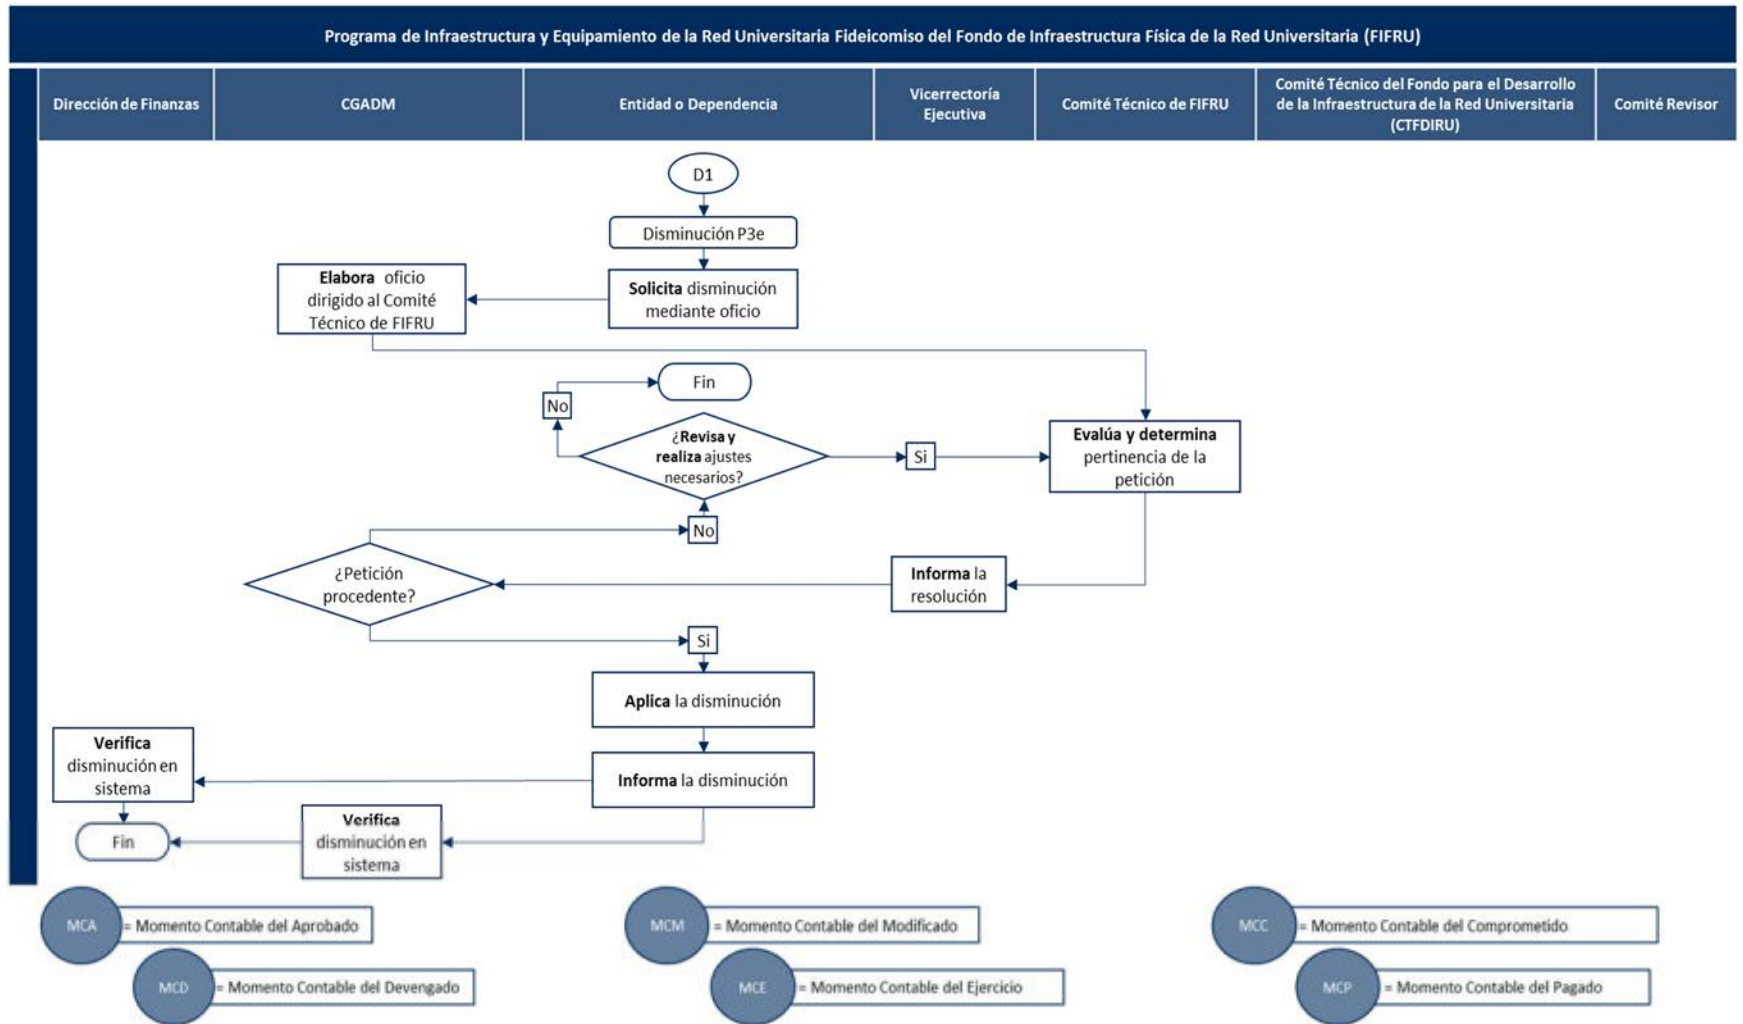 Programa de Infraestructura y Equipamiento de la Red Universitaria Fideicomiso del Fondo de Infraestructura Física de la Red Universitaria (FIFRU)
Dirección de Finanzas
CGADM
Entidad o Dependencia
Vicerrectoría
Ejecutiva
Comité Técnico de FIFRU
Comité Técnico del Fondo para el Desarrollo
de la Infraestructura de la Red Universitaria
(CTFDIRU)
Comité Revisor
D1
Disminución P3e
Solicita disminución
mediante oficio
Elabora oficio
dirigido al Comité
Técnico de FIFRU
Fin
No
¿Revisa y
realiza ajustes
necesarios?
Si
Evalúa y determina
pertinencia de la
petición
No
¿Petición
procedente?
Informa la
resolución
Si
Aplica la disminución
Informa la disminución
Verifica
disminución en
sistema
Verifica
disminución en
sistema
Fin
MCA = Momento Contable del Aprobado
MCM = Momento Contable del Modificado
MCC = Momento Contable del Comprometido
MCD = Momento Contable del Devengado
MCE = Momento Contable del Ejercicio
MCP = Momento Contable del Pagado